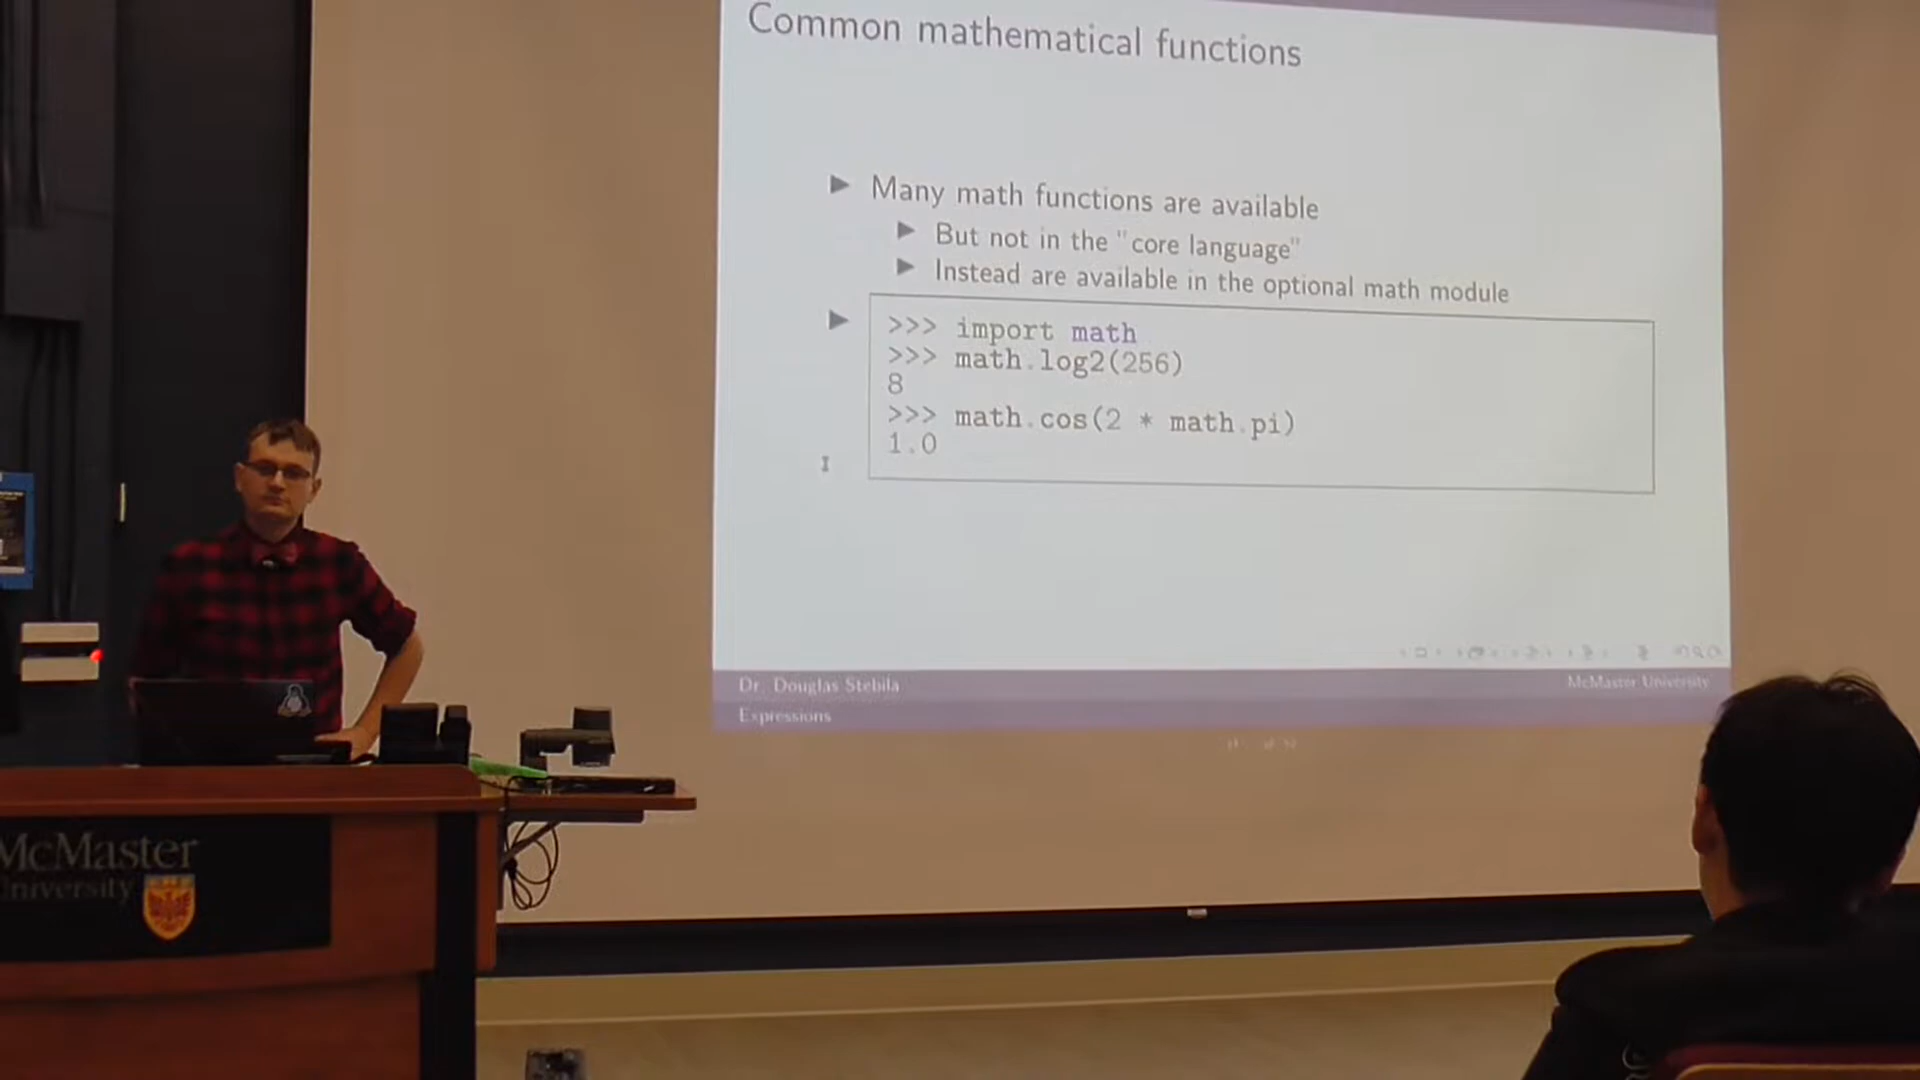 Common mathematical functions
Many math functions are available
But not in the "core language"
Instead are available in the optional math module
>>> import math
>>> math.log2(256)
8
>>> math.cos(2 * math.pi)
1.0
Dr. Douglas Stebila
McMaster University
Expressions
McMaster
University